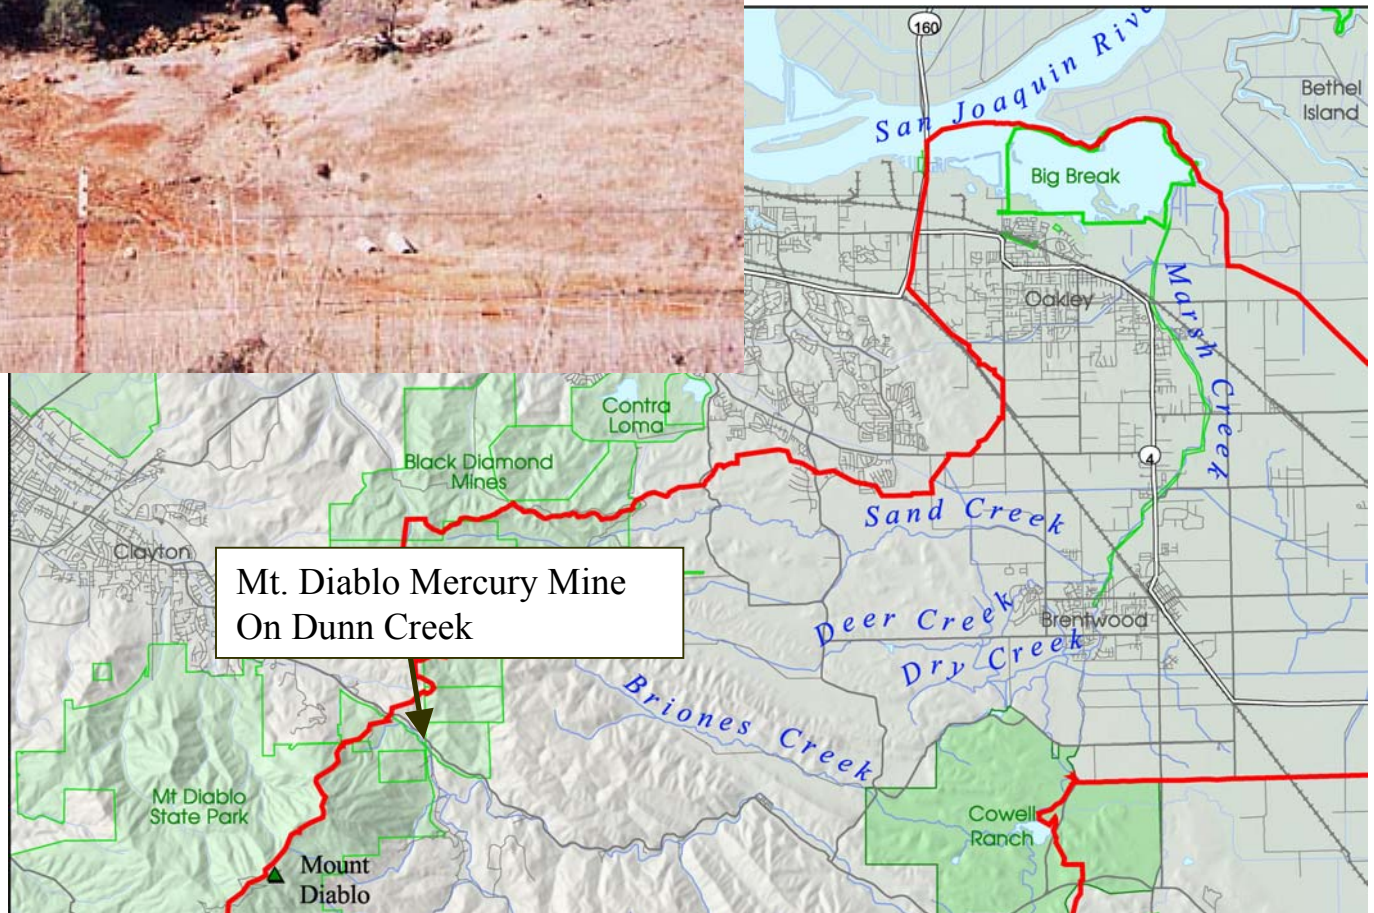 160
San Joaquin Rive
Bethel
Island
Big Break
Oakley
Marsh Creek
Contra
Loma
Black Diamond
Mines
4
Sand Creek
Clayton
Mt. Diablo Mercury Mine
On Dunn Creek
Deer Creek
Brentwood
Dry Creek
Briones Creek
Mt Diablo
State Park
Cowell
Ranch
Mount
Diablo